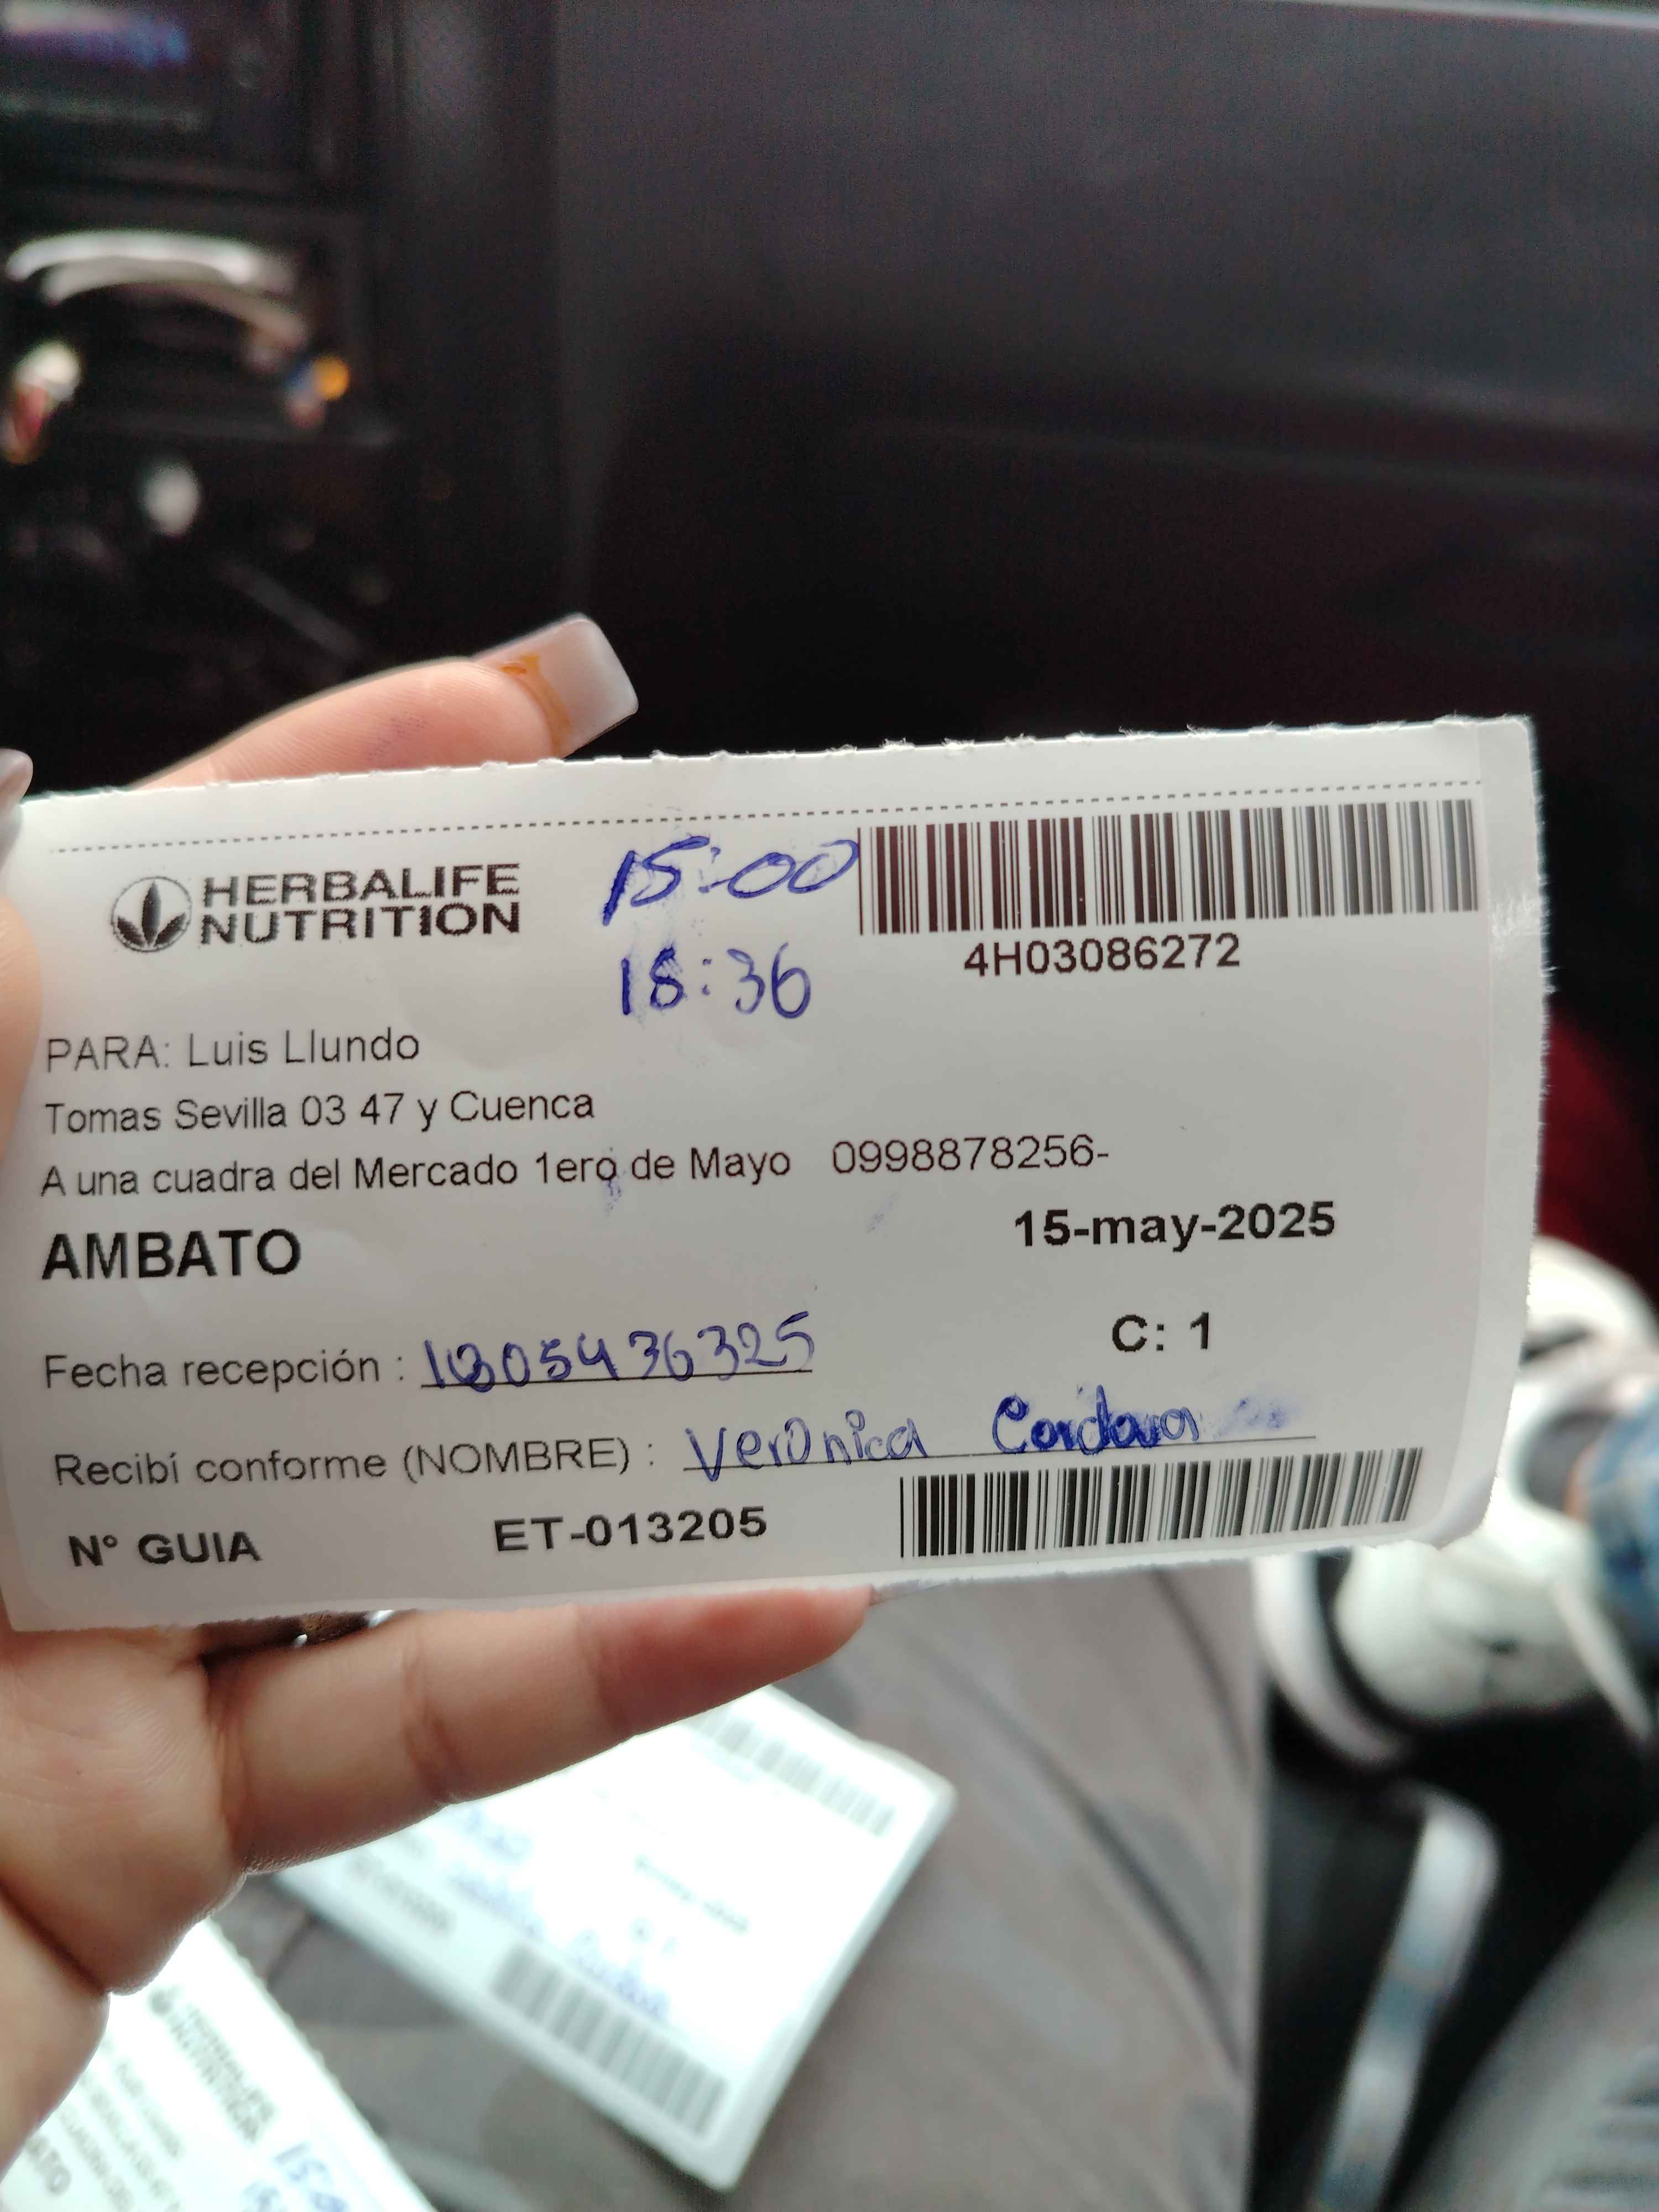 HERBALIFE
NUTRITION
15:00
18:36
4H03086272
PARA: Luis Llundo
Tomas Sevilla 03 47 y Cuenca
A una cuadra del Mercado 1ero de Mayo 0998878256-
AMBATO
15-may-2025
Fecha recepción : 1805436325
C: 1
Recibí conforme (NOMBRE) : Verónica Cordova
N° GUIA ET-013205